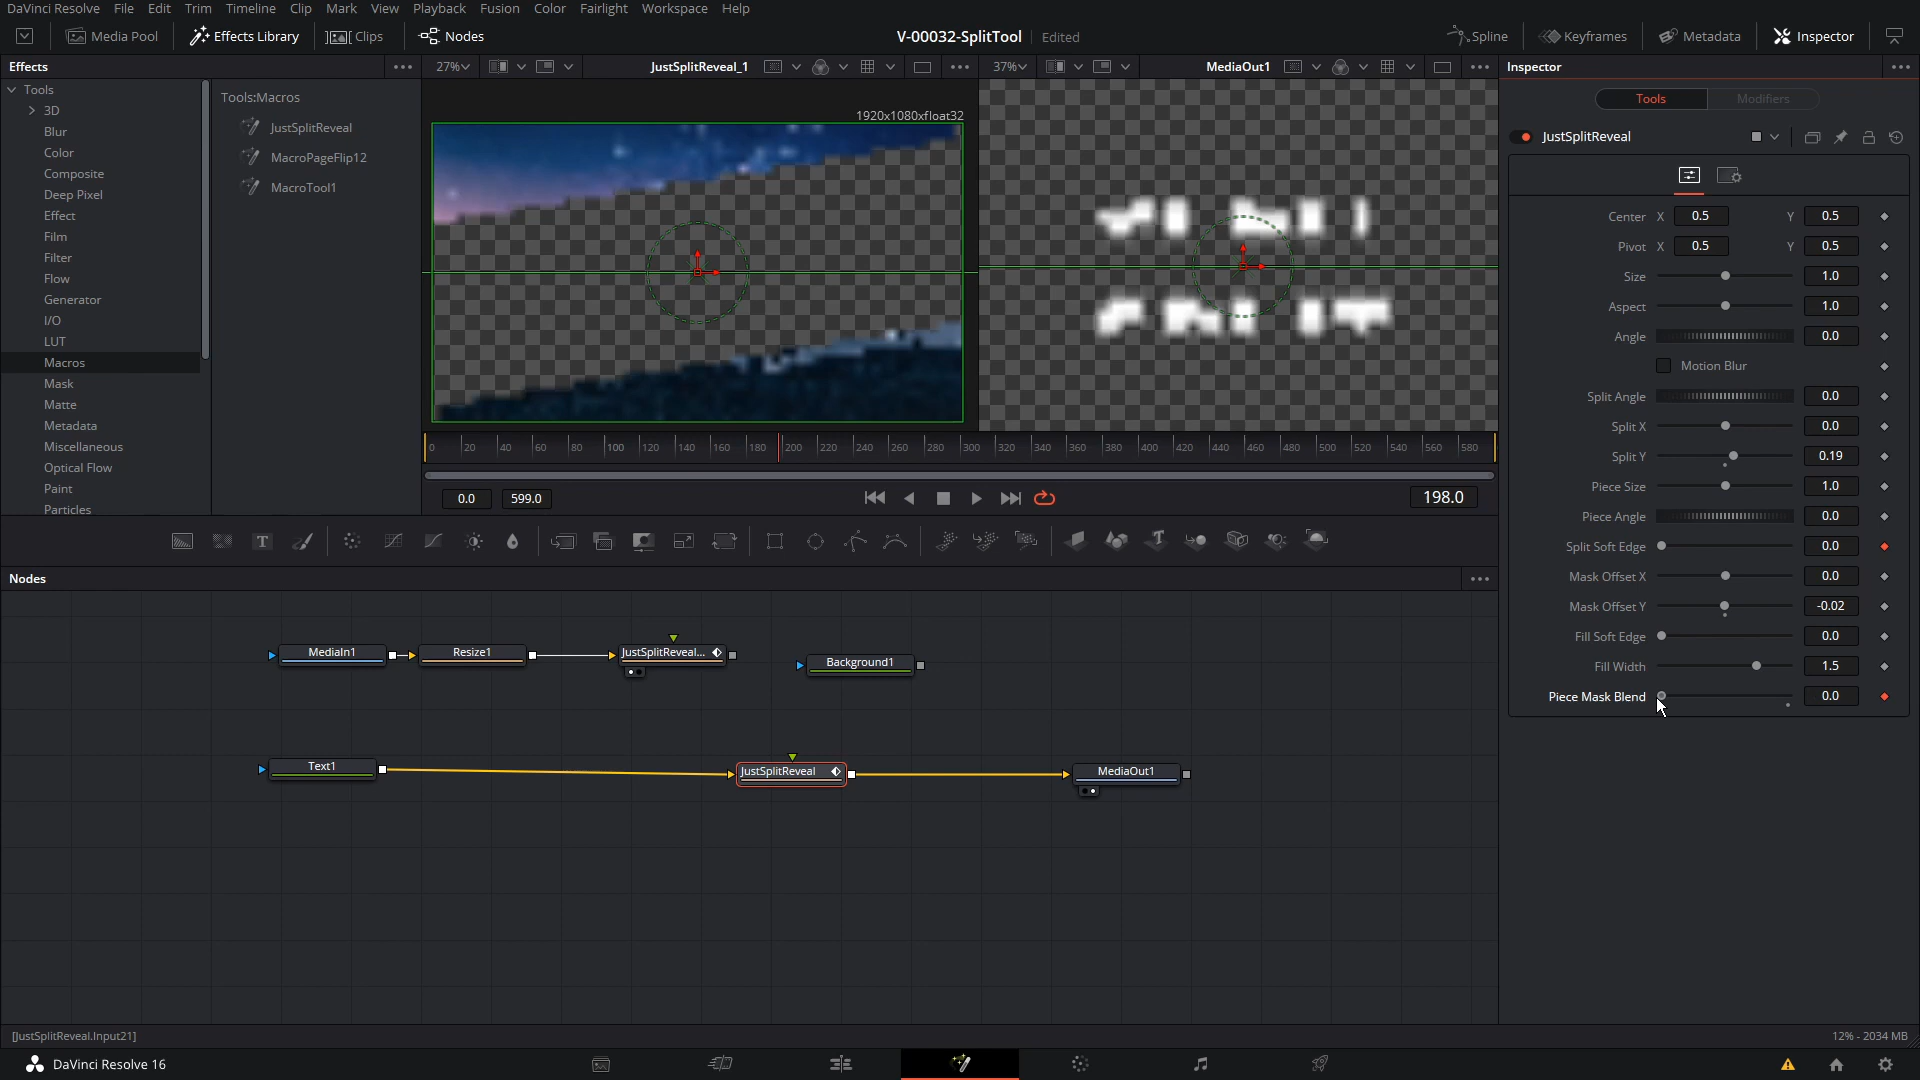 DaVinci Resolve File Edit Trim Timeline Clip Mark View Playback Fusion Color Fairlight Workspace Help
Media Pool Effects Library Clips Nodes V-00032-SplitTool Edited Spline Keyframes Metadata Inspector
Effects 27% JustSplitReveal_1 37% MediaOut1 Inspector
Tools
3D
Blur
Color
Composite
Deep Pixel
Effect
Film
Filter
Flow
Generator
I/O
LUT
Macros
Mask
Matte
Metadata
Miscellaneous
Optical Flow
Paint
Particles
Tools:Macros
JustSplitReveal
MacroPageFlip12
MacroTool1
1920x1080xfloat32
0 20 40 60 80 100 120 140 160 180 200 220 240 260 280 300 320 340 360 380 400 420 440 460 480 500 520 540 560 580
0.0 599.0 198.0
Tools Modifiers
JustSplitReveal
Center X 0.5 Y 0.5
Pivot X 0.5 Y 0.5
Size 1.0
Aspect 1.0
Angle 0.0
Motion Blur
Split Angle 0.0
Split X 0.0
Split Y 0.19
Piece Size 1.0
Piece Angle 0.0
Split Soft Edge 0.0
Mask Offset X 0.0
Mask Offset Y -0.02
Fill Soft Edge 0.0
Fill Width 1.5
Piece Mask Blend 0.0
T
Nodes
MediaIn1 Resize1 JustSplitReveal... Background1
Text1 JustSplitReveal MediaOut1
[JustSplitReveal.Input21] 12% - 2034 MB
DaVinci Resolve 16